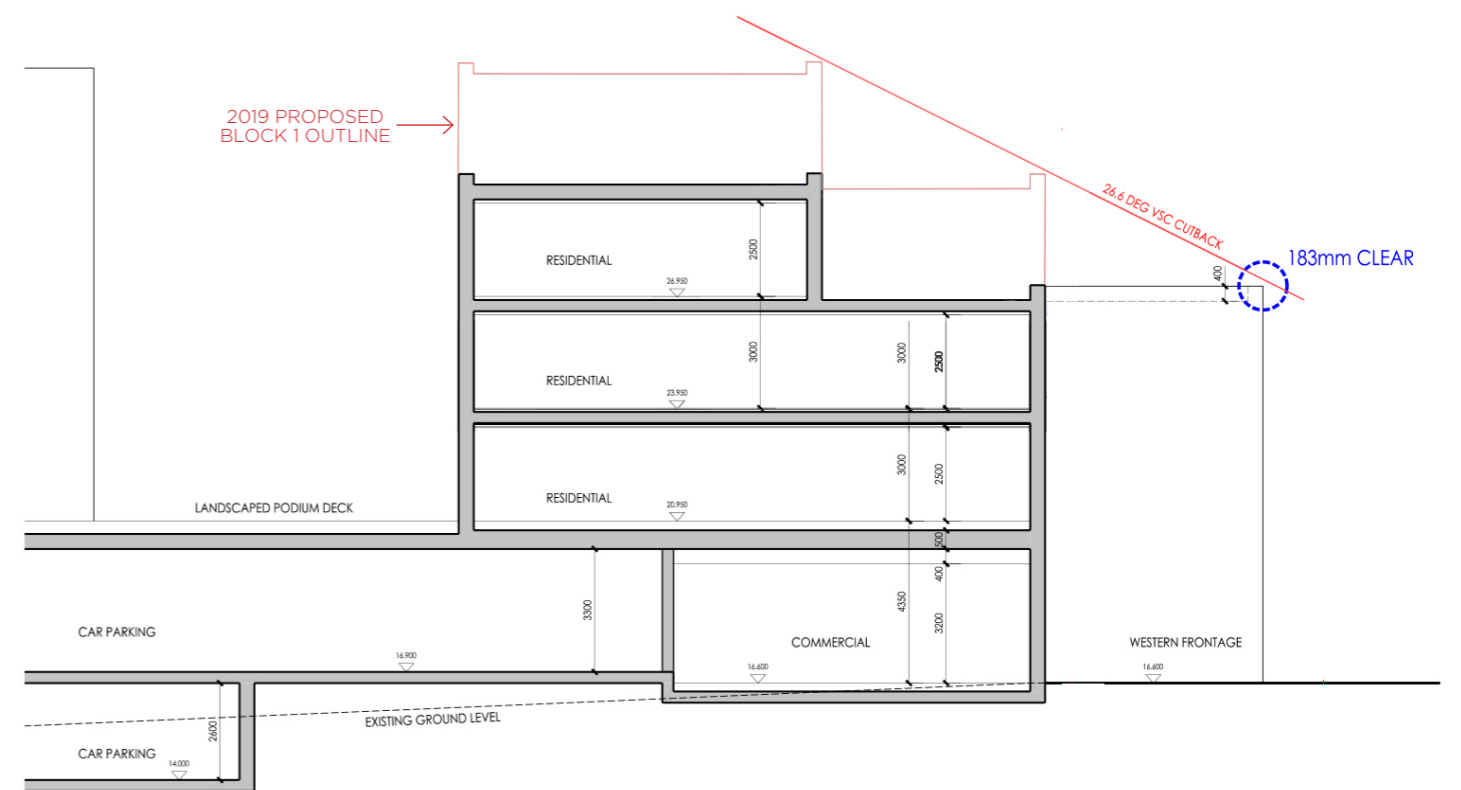 2019 PROPOSED
BLOCK 1 OUTLINE
26.6 DEG VSC CUTBACK
183mm CLEAR
400
RESIDENTIAL
2500
26.950
RESIDENTIAL
3000
3000
2500
23.950
LANDSCAPED PODIUM DECK
RESIDENTIAL
3000
2500
20.950
500
400
3300
4350
3200
CAR PARKING
COMMERCIAL
WESTERN FRONTAGE
16.900
16.600
16.600
EXISTING GROUND LEVEL
2600
CAR PARKING
14.000